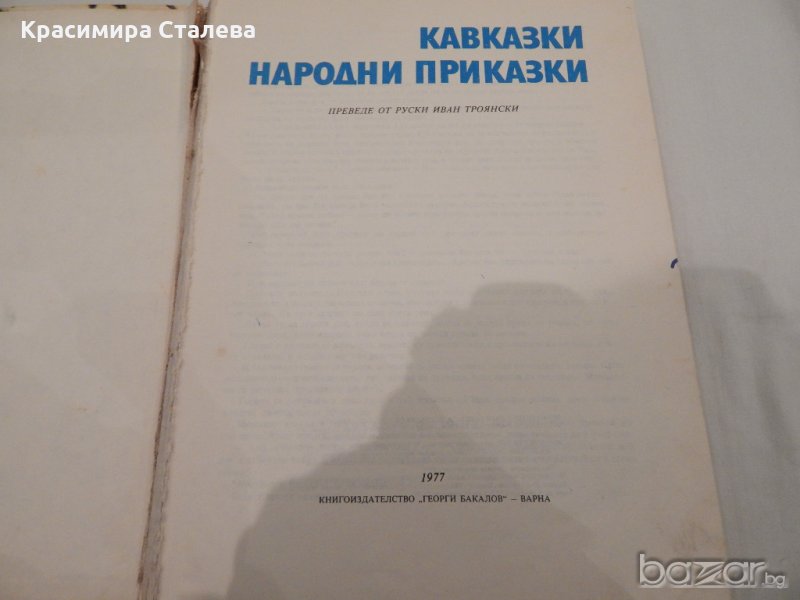 Красимира Сталева
КАВКАЗКИ
НАРОДНИ ПРИКАЗКИ
ПРЕВЕДЕ ОТ РУСКИ ИВАН ТРОЯНСКИ
1977
КНИГОИЗДАТЕЛСТВО „ГЕОРГИ БАКАЛОВ“ – ВАРНА
bazar.bg